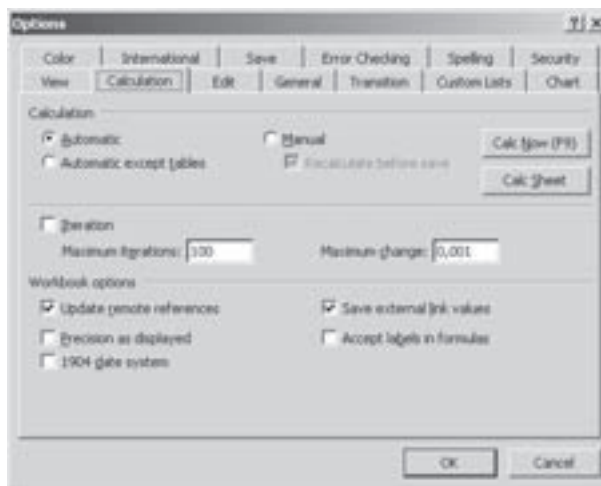 Options
Color International Save Error Checking Spelling Security
View Calculation Edit General Transition Custom Lists Chart
Calculation
Automatic Manual Calc Now (F9)
Automatic except tables Recalculate before save
Calc Sheet
Iteration
Maximum iterations: 100 Maximum change: 0,001
Workbook options
Update remote references Save external link values
Precision as displayed Accept labels in formulas
1904 date system
OK Cancel